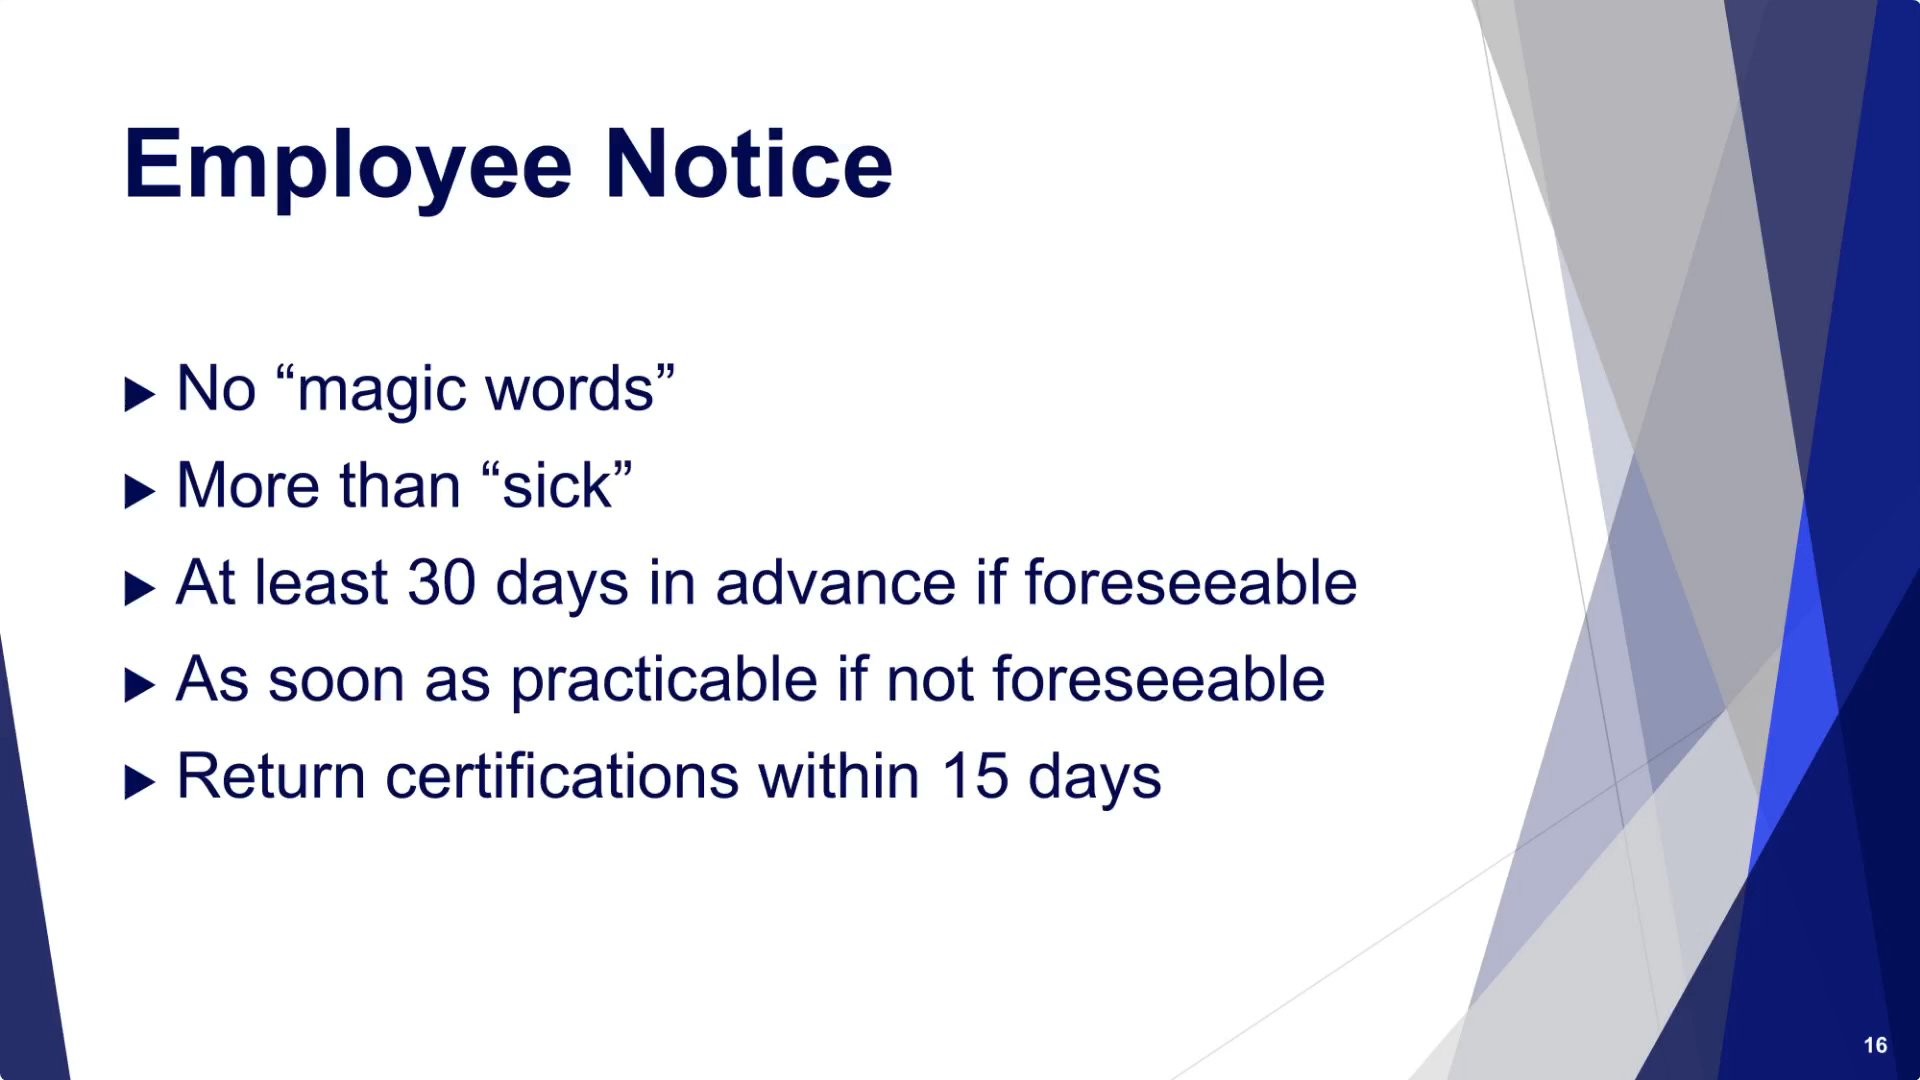 Employee Notice
No “magic words”
More than “sick”
At least 30 days in advance if foreseeable
As soon as practicable if not foreseeable
Return certifications within 15 days
16